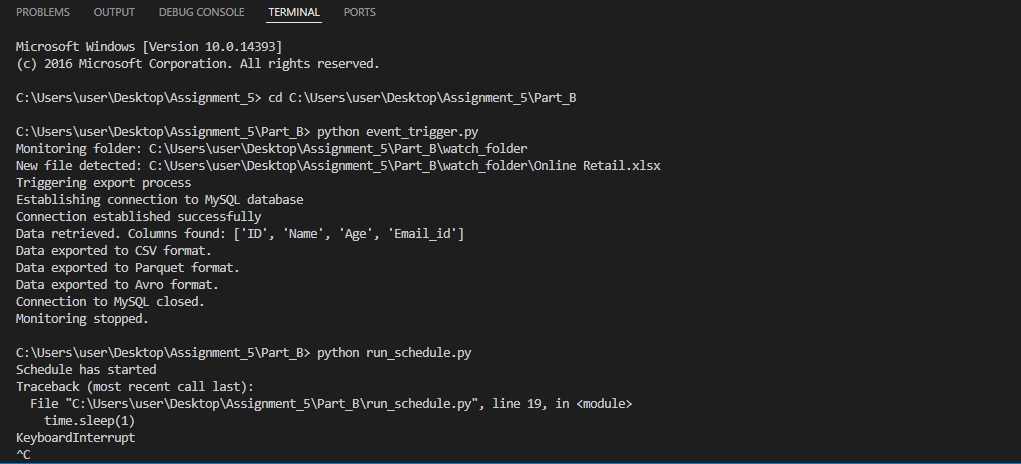 PROBLEMS OUTPUT DEBUG CONSOLE TERMINAL PORTS
Microsoft Windows [Version 10.0.14393]
(c) 2016 Microsoft Corporation. All rights reserved.
C:\Users\user\Desktop\Assignment_5> cd C:\Users\user\Desktop\Assignment_5\Part_B
C:\Users\user\Desktop\Assignment_5\Part_B> python event_trigger.py
Monitoring folder: C:\Users\user\Desktop\Assignment_5\Part_B\watch_folder
New file detected: C:\Users\user\Desktop\Assignment_5\Part_B\watch_folder\Online Retail.xlsx
Triggering export process
Establishing connection to MySQL database
Connection established successfully
Data retrieved. Columns found: ['ID', 'Name', 'Age', 'Email_id']
Data exported to CSV format.
Data exported to Parquet format.
Data exported to Avro format.
Connection to MySQL closed.
Monitoring stopped.
C:\Users\user\Desktop\Assignment_5\Part_B> python run_schedule.py
Schedule has started
Traceback (most recent call last):
  File "C:\Users\user\Desktop\Assignment_5\Part_B\run_schedule.py", line 19, in <module>
    time.sleep(1)
KeyboardInterrupt
^C